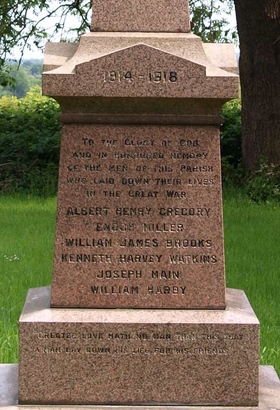 1914 - 1918
TO THE GLORY OF GOD
AND IN HONOURED MEMORY
OF THE MEN OF THIS PARISH
WHO LAID DOWN THEIR LIVES
IN THE GREAT WAR
ALBERT HENRY GREGORY
ENOCH MILLER
WILLIAM JAMES BROOKS
KENNETH HARVEY WATKINS
JOSEPH MAIN
WILLIAM HARBY
GREATER LOVE HATH NO MAN THAN THIS THAT
A MAN LAY DOWN HIS LIFE FOR HIS FRIENDS